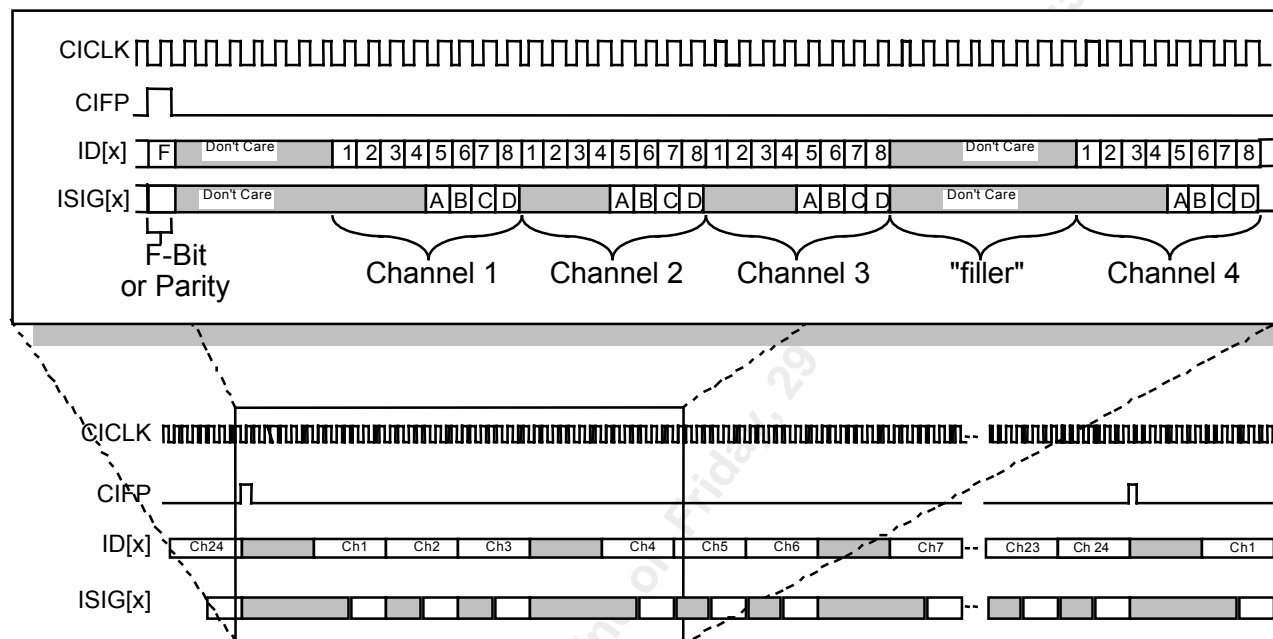 CICLK
CIFP
ID[x] F Don't Care 1 2 3 4 5 6 7 8 1 2 3 4 5 6 7 8 1 2 3 4 5 6 7 8 Don't Care 1 2 3 4 5 6 7 8
ISIG[x] Don't Care A B C D A B C D A B C D Don't Care A B C D
F-Bit
or Parity
Channel 1 Channel 2 Channel 3 "filler" Channel 4
CICLK
CIFP
ID[x] Ch24 Ch1 Ch2 Ch3 Ch4 Ch5 Ch6 Ch7 Ch23 Ch 24 Ch1
ISIG[x]
on Friday, 29